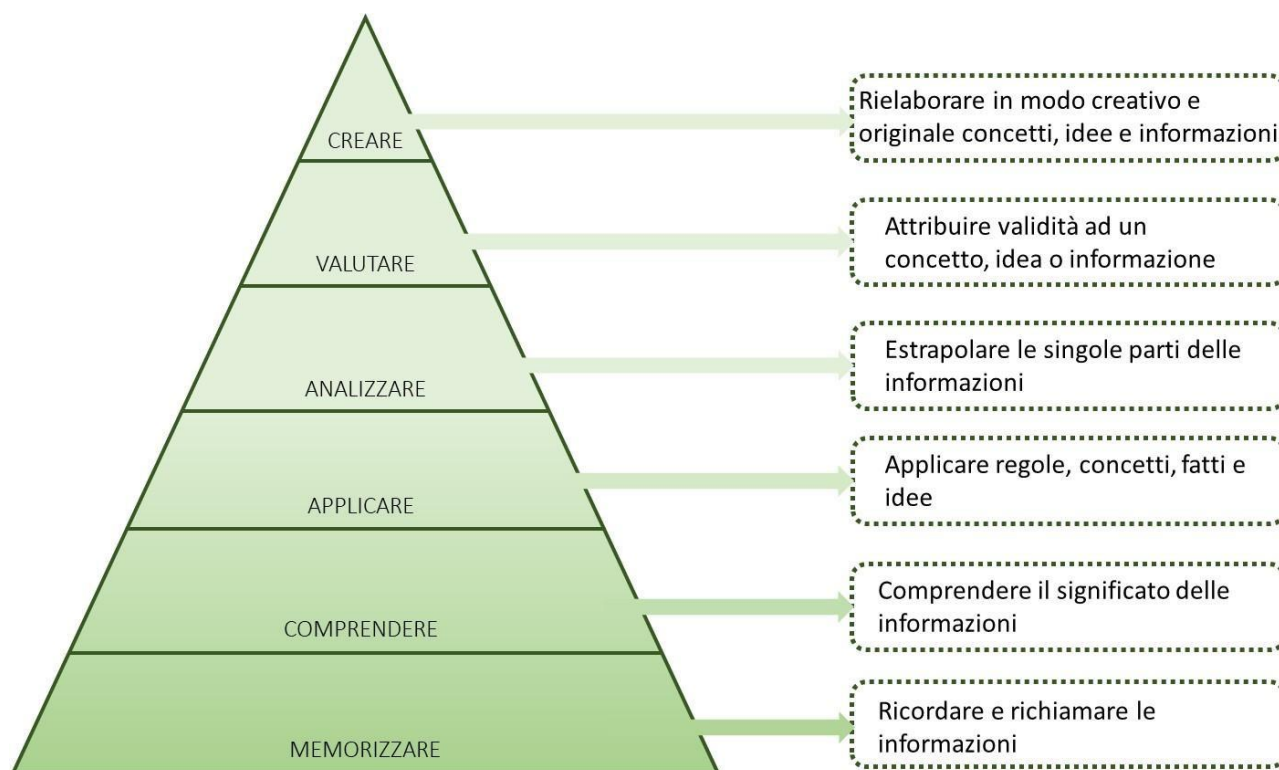 Rielaborare in modo creativo e
originale concetti, idee e informazioni
CREARE
Attribuire validità ad un
concetto, idea o informazione
VALUTARE
Estrapolare le singole parti delle
informazioni
ANALIZZARE
Applicare regole, concetti, fatti e
idee
APPLICARE
Comprendere il significato delle
informazioni
COMPRENDERE
Ricordare e richiamare le
informazioni
MEMORIZZARE